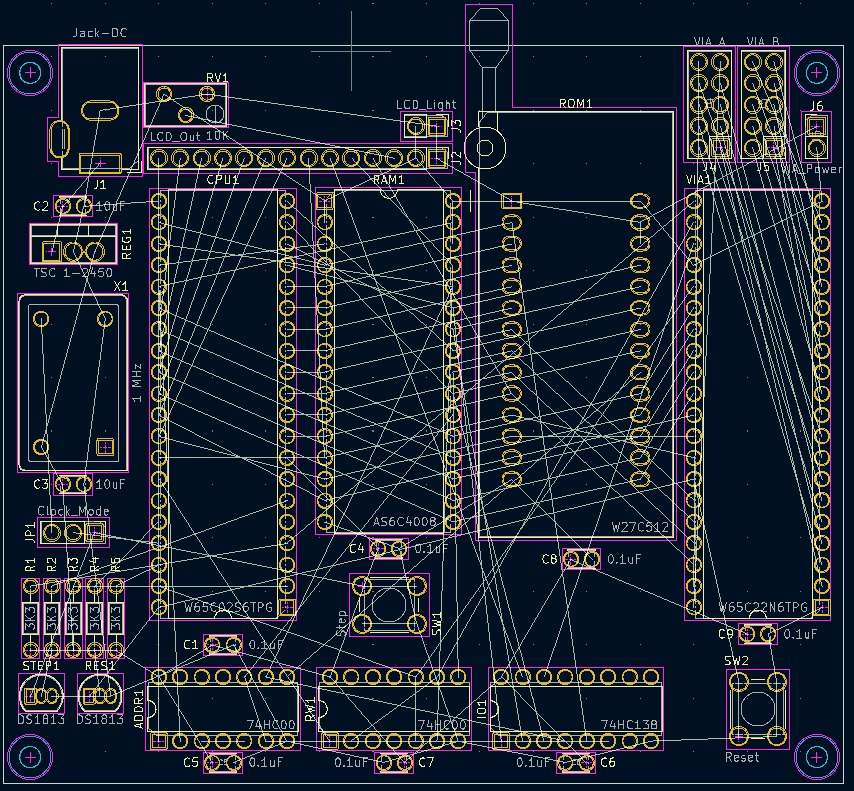 Jack-DC
VIA_A
VIA_B
RV1
LCD_Light
ROM1
J6
LCD_Out
10K
J3
J2
J1
CPU1
RAM1
J4
J5
VIA1
C2
10uF
REG1
TSC 1-2450
X1
1 MHz
C3
10uF
Clock_Mode
JP1
AS6C4008
W27C512
C4
0.1uF
C8
0.1uF
R1
R2
R3
R4
R5
3K3
3K3
3K3
3K3
3K3
W65C02S6TPG
W65C22N6TPG
Step
SW1
C1
0.1uF
C9
0.1uF
STEP1
RES1
SW2
DS1813
DS1813
ADWR1
74HC00
RW1
74HC00
IO1
74HC138
C5
0.1uF
0.1uF
C7
0.1uF
C6
Reset